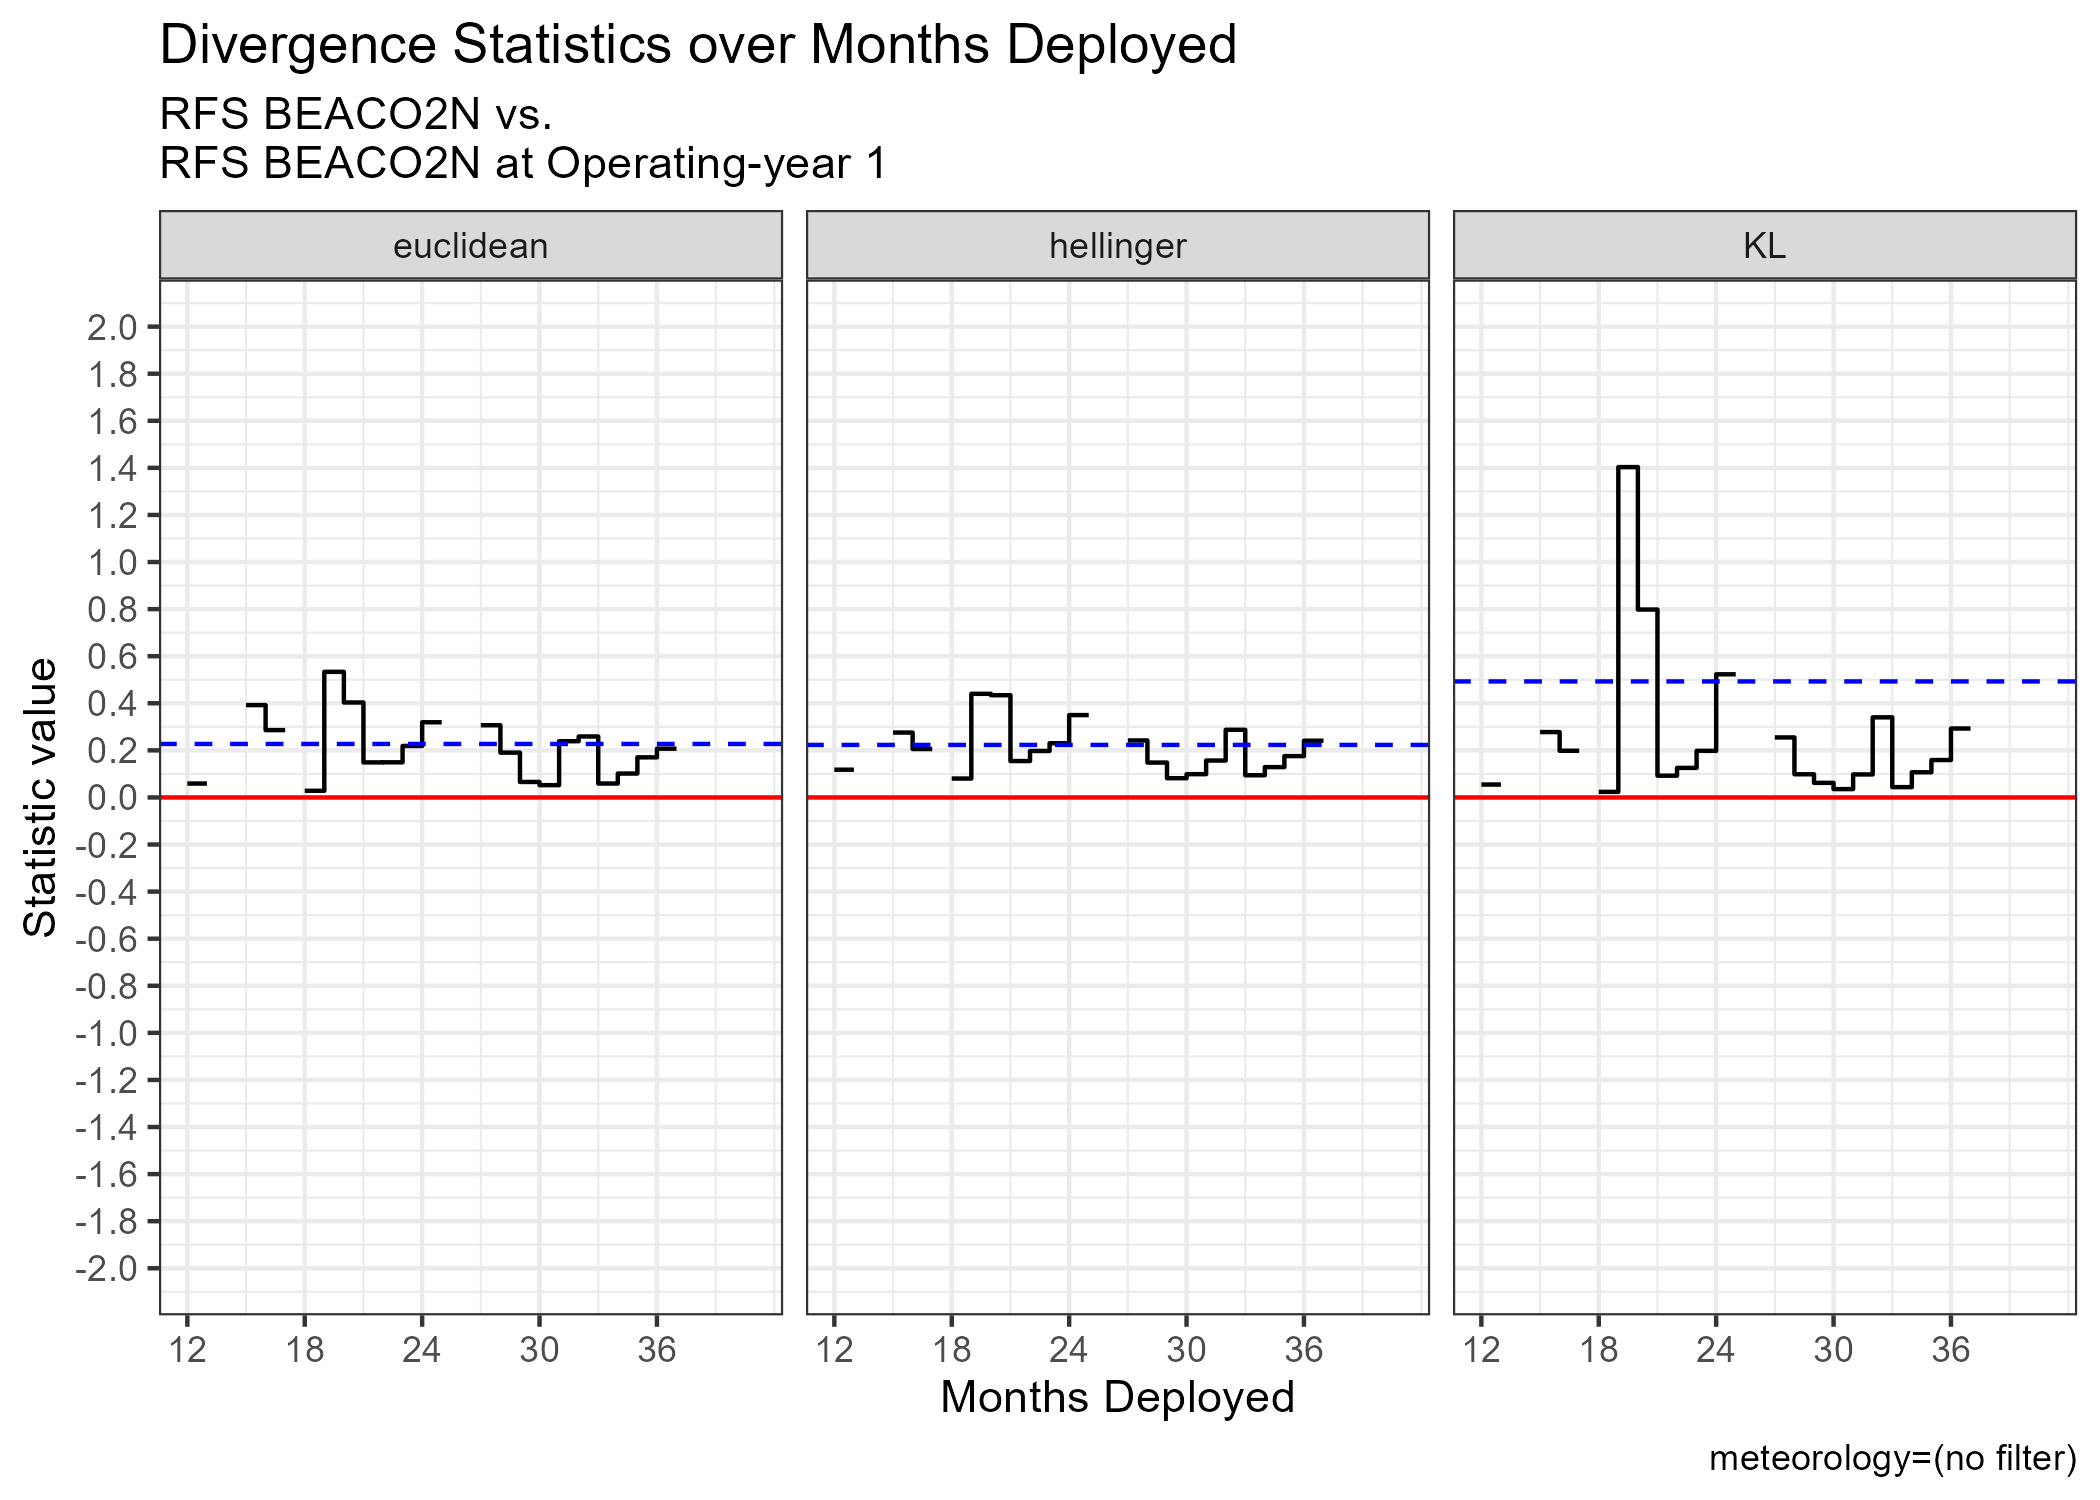 Divergence Statistics over Months Deployed
RFS BEACO2N vs.
RFS BEACO2N at Operating-year 1
euclidean
hellinger
KL
Statistic value
2.0
1.8
1.6
1.4
1.2
1.0
0.8
0.6
0.4
0.2
0.0
-0.2
-0.4
-0.6
-0.8
-1.0
-1.2
-1.4
-1.6
-1.8
-2.0
12 18 24 30 36
12 18 24 30 36
12 18 24 30 36
Months Deployed
meteorology=(no filter)